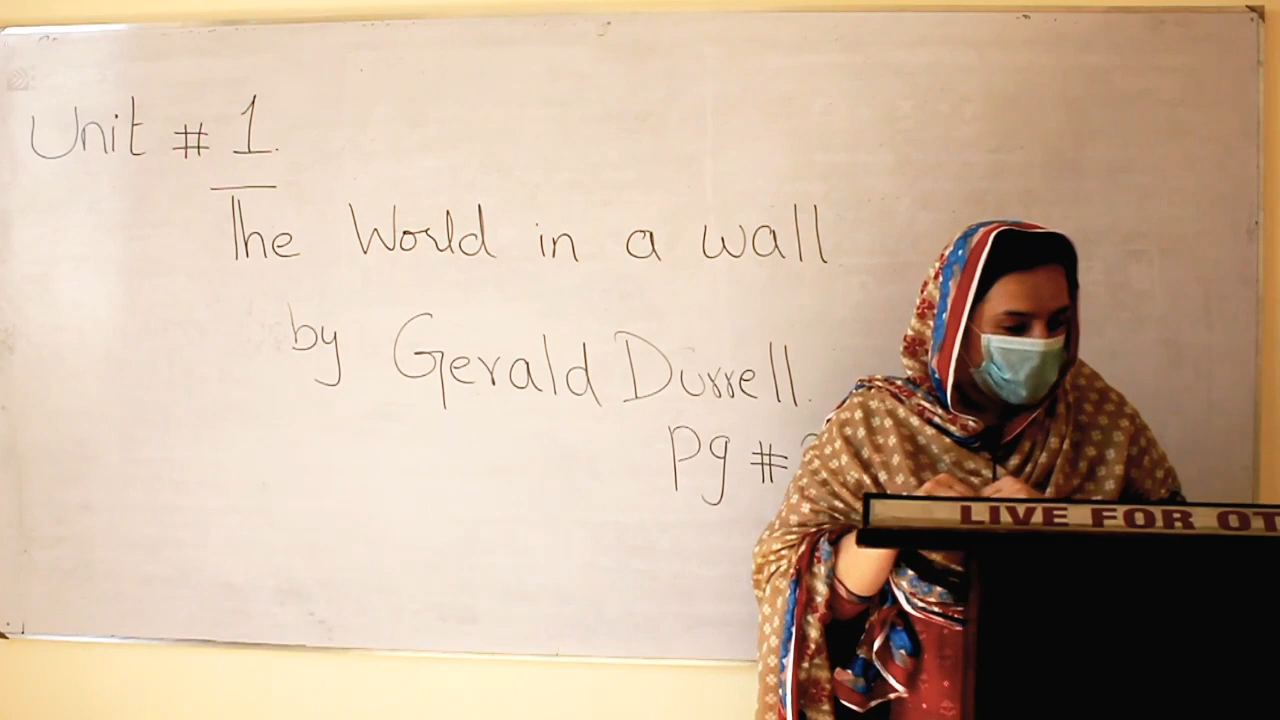 Unit # 1.
The World in a wall
by Gerald Durrell.
Pg #
LIVE FOR OT